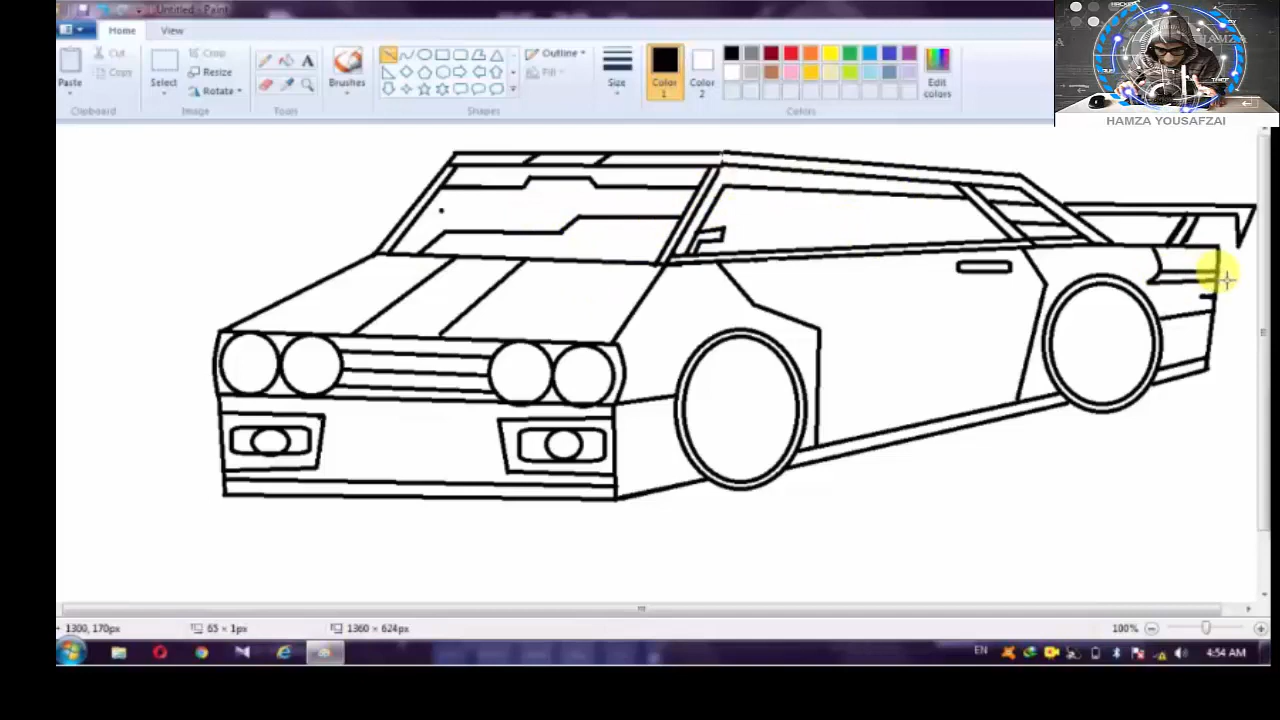 Untitled - Paint
Home View
Paste
Cut
Copy
Clipboard
Select
Crop
Resize
Rotate
Image
A
Tools
Brushes
Outline
Fill
Shapes
Size
Color 1
Color 2
Edit colors
Colors
HAMZA
HAMZA YOUSAFZAI
1300, 170px
65 × 1px
1360 × 624px
100%
EN
4:54 AM